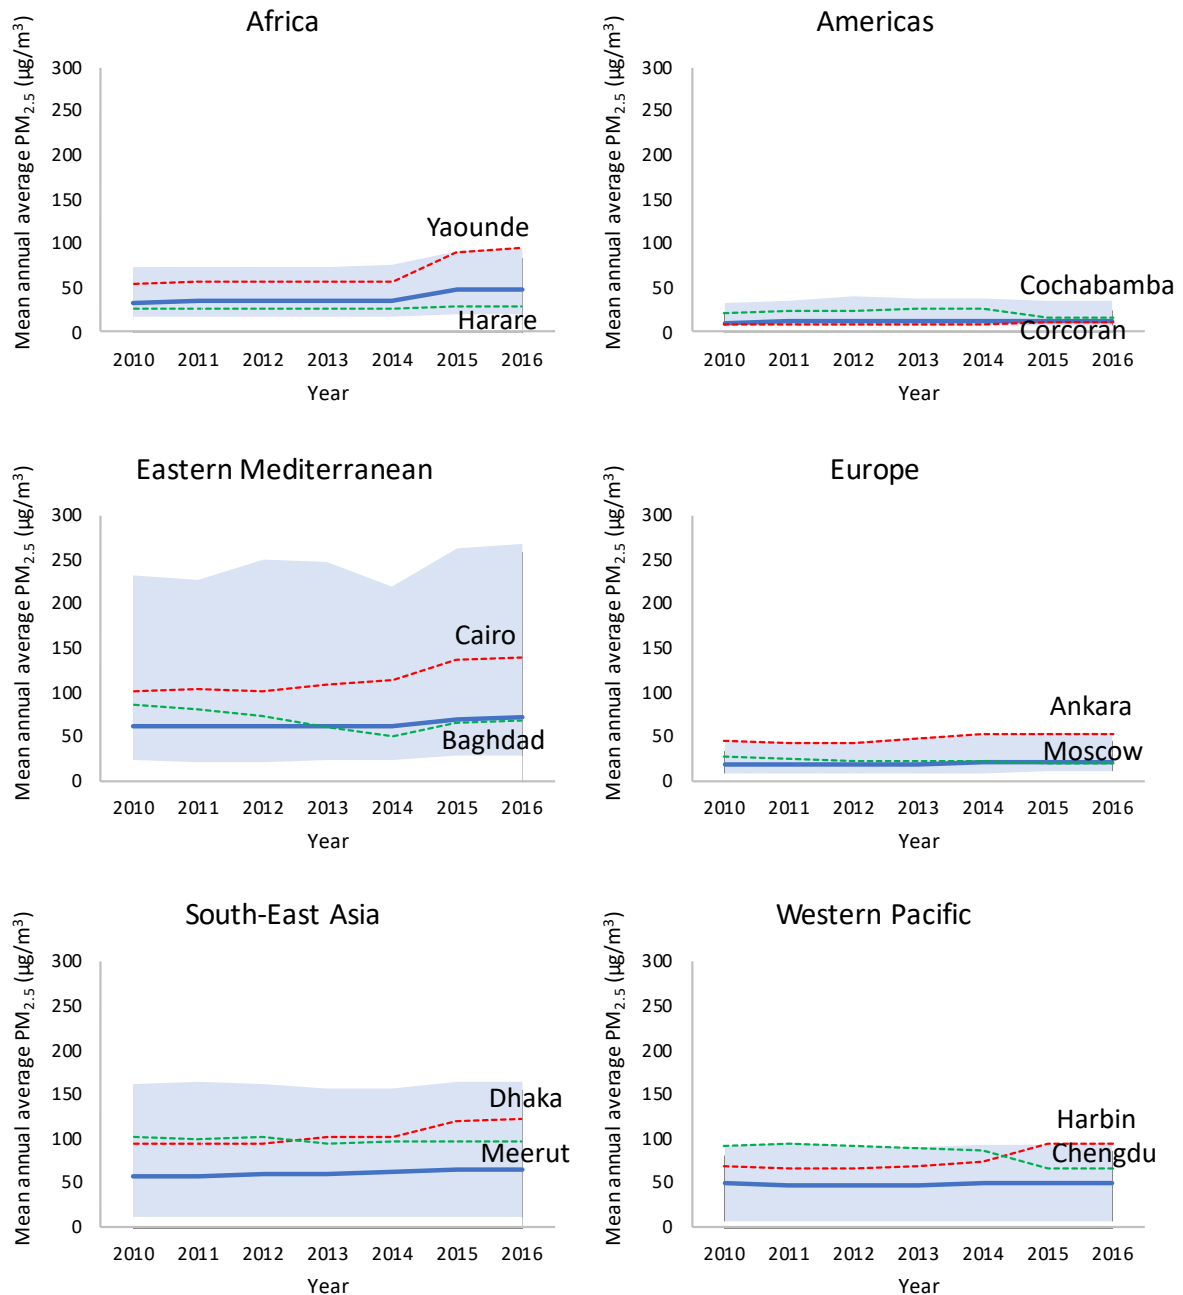 Africa
Mean annual average PM2.5 (µg/m³)
300
250
200
150
100
50
0
Yaounde
Harare
2010 2011 2012 2013 2014 2015 2016
Year
Americas
Mean annual average PM2.5 (µg/m³)
300
250
200
150
100
50
0
Cochabamba
Corcoran
2010 2011 2012 2013 2014 2015 2016
Year
Eastern Mediterranean
Mean annual average PM2.5 (µg/m³)
300
250
200
150
100
50
0
Cairo
Baghdad
2010 2011 2012 2013 2014 2015 2016
Year
Europe
Mean annual average PM2.5 (µg/m³)
300
250
200
150
100
50
0
Ankara
Moscow
2010 2011 2012 2013 2014 2015 2016
Year
South-East Asia
Mean annual average PM2.5 (µg/m³)
300
250
200
150
100
50
0
Dhaka
Meerut
2010 2011 2012 2013 2014 2015 2016
Year
Western Pacific
Mean annual average PM2.5 (µg/m³)
300
250
200
150
100
50
0
Harbin
Chengdu
2010 2011 2012 2013 2014 2015 2016
Year